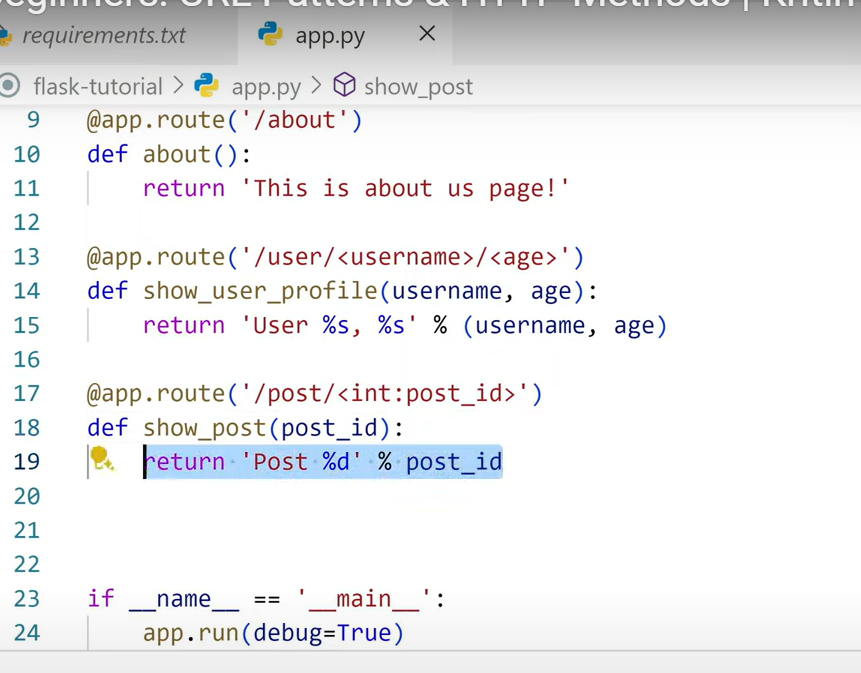 Beginners: URL Patterns & HTTP Methods |
requirements.txt app.py
flask-tutorial > app.py > show_post
9 @app.route('/about')
10 def about():
11 return 'This is about us page!'
12
13 @app.route('/user/<username>/<age>')
14 def show_user_profile(username, age):
15 return 'User %s, %s' % (username, age)
16
17 @app.route('/post/<int:post_id>')
18 def show_post(post_id):
19 return 'Post %d' % post_id
20
21
22
23 if __name__ == '__main__':
24 app.run(debug=True)